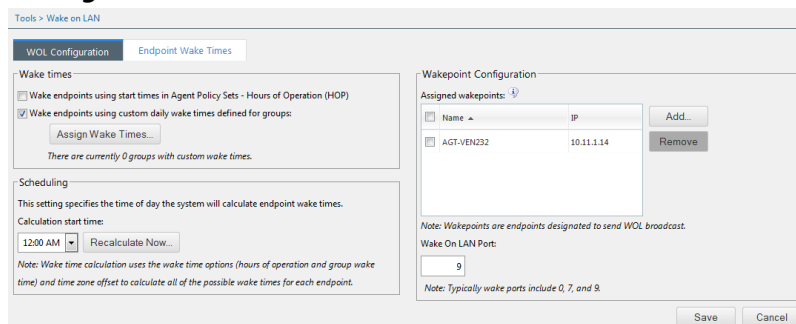 Tools > Wake on LAN
WOL Configuration
Endpoint Wake Times
Wake times
Wake endpoints using start times in Agent Policy Sets - Hours of Operation (HOP)
Wake endpoints using custom daily wake times defined for groups:
Assign Wake Times...
There are currently 0 groups with custom wake times.
Scheduling
This setting specifies the time of day the system will calculate endpoint wake times.
Calculation start time:
12:00 AM
Recalculate Now...
Note: Wake time calculation uses the wake time options (hours of operation and group wake
time) and time zone offset to calculate all of the possible wake times for each endpoint.
Wakepoint Configuration
Assigned wakepoints:
Name IP
AGT-VEN232 10.11.1.14
Add...
Remove
Note: Wakepoints are endpoints designated to send WOL broadcast.
Wake On LAN Port:
9
Note: Typically wake ports include 0, 7, and 9.
Save Cancel